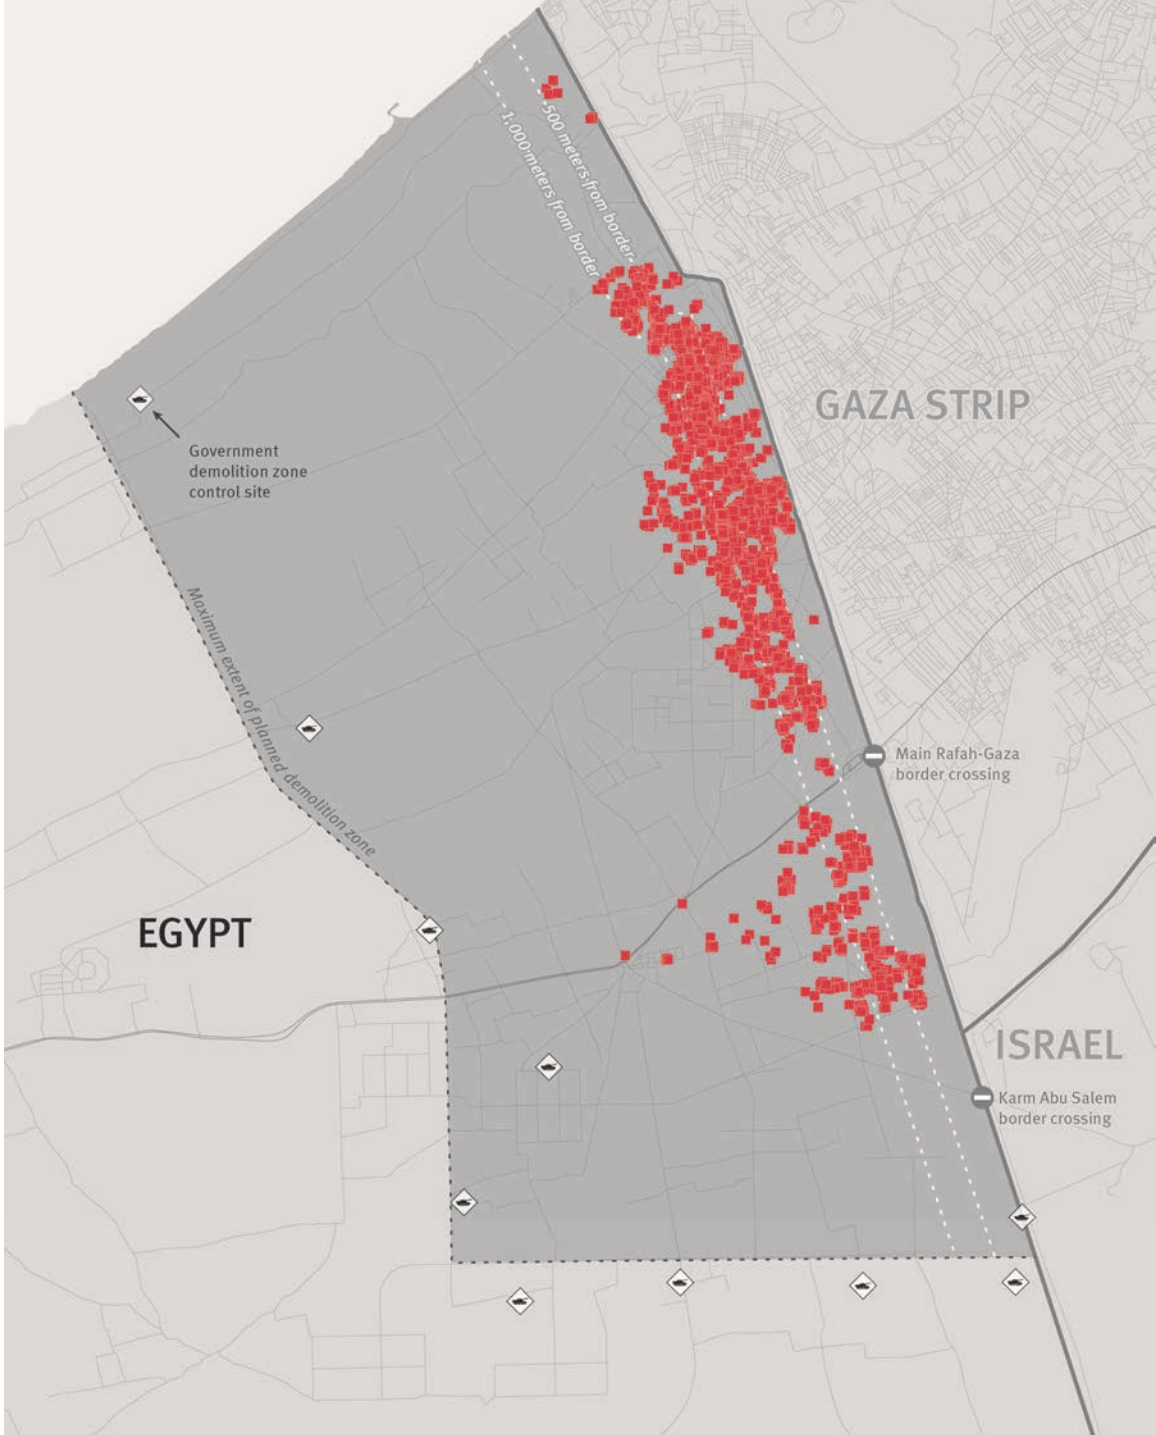 500 meters from border
1,000 meters from border
GAZA STRIP
Government
demolition zone
control site
Maximum extent of planned demolition zone
Main Rafah-Gaza
border crossing
EGYPT
ISRAEL
Karm Abu Salem
border crossing